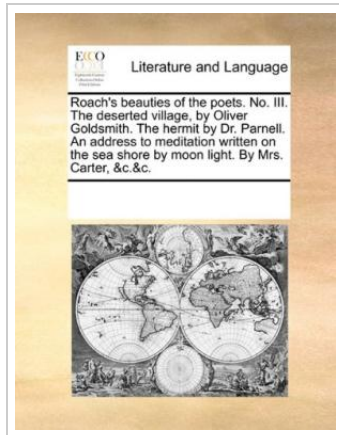 ECCO
Literature and Language
Roach's beauties of the poets. No. III.
The deserted village, by Oliver
Goldsmith. The hermit by Dr. Parnell.
An address to meditation written on
the sea shore by moon light. By Mrs.
Carter, &c.&c.